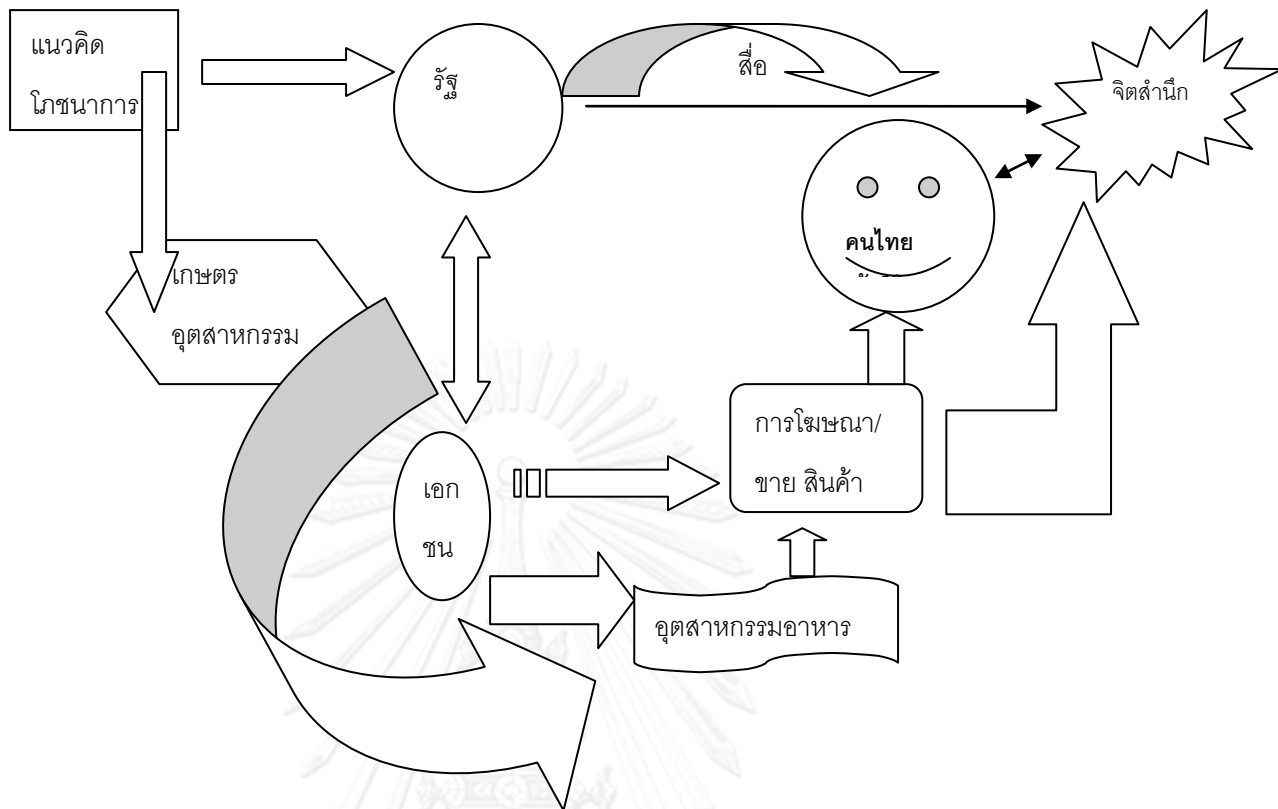 แนวคิด
โภชนาการ
รัฐ
สื่อ
จิตสำนึก
คนไทย
เกษตร
อุตสาหกรรม
การโฆษณา/
ขาย สินค้า
เอก
ชน
อุตสาหกรรมอาหาร